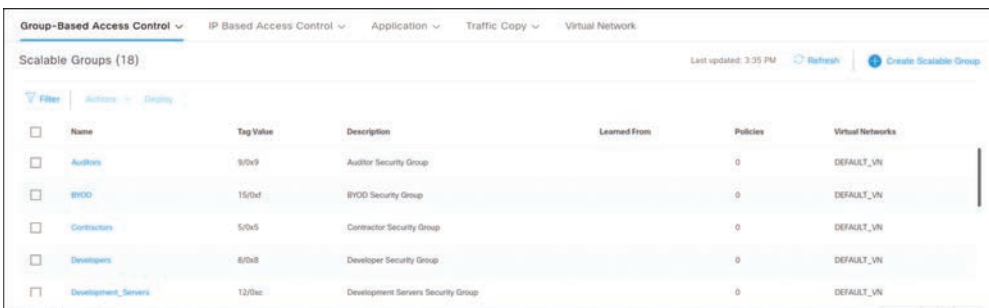 Group-Based Access Control IP Based Access Control Application Traffic Copy Virtual Network
Scalable Groups (18) Last updated: 3:35 PM Refresh Create Scalable Group
Filter Actions Deploy
Name Tag Value Description Learned From Policies Virtual Networks
Auditors 9/0x9 Auditor Security Group 0 DEFAULT_VN
BYOD 15/0xf BYOD Security Group 0 DEFAULT_VN
Contractors 5/0x5 Contractor Security Group 0 DEFAULT_VN
Developers 8/0x8 Developer Security Group 0 DEFAULT_VN
Development_Servers 12/0xc Development Servers Security Group 0 DEFAULT_VN